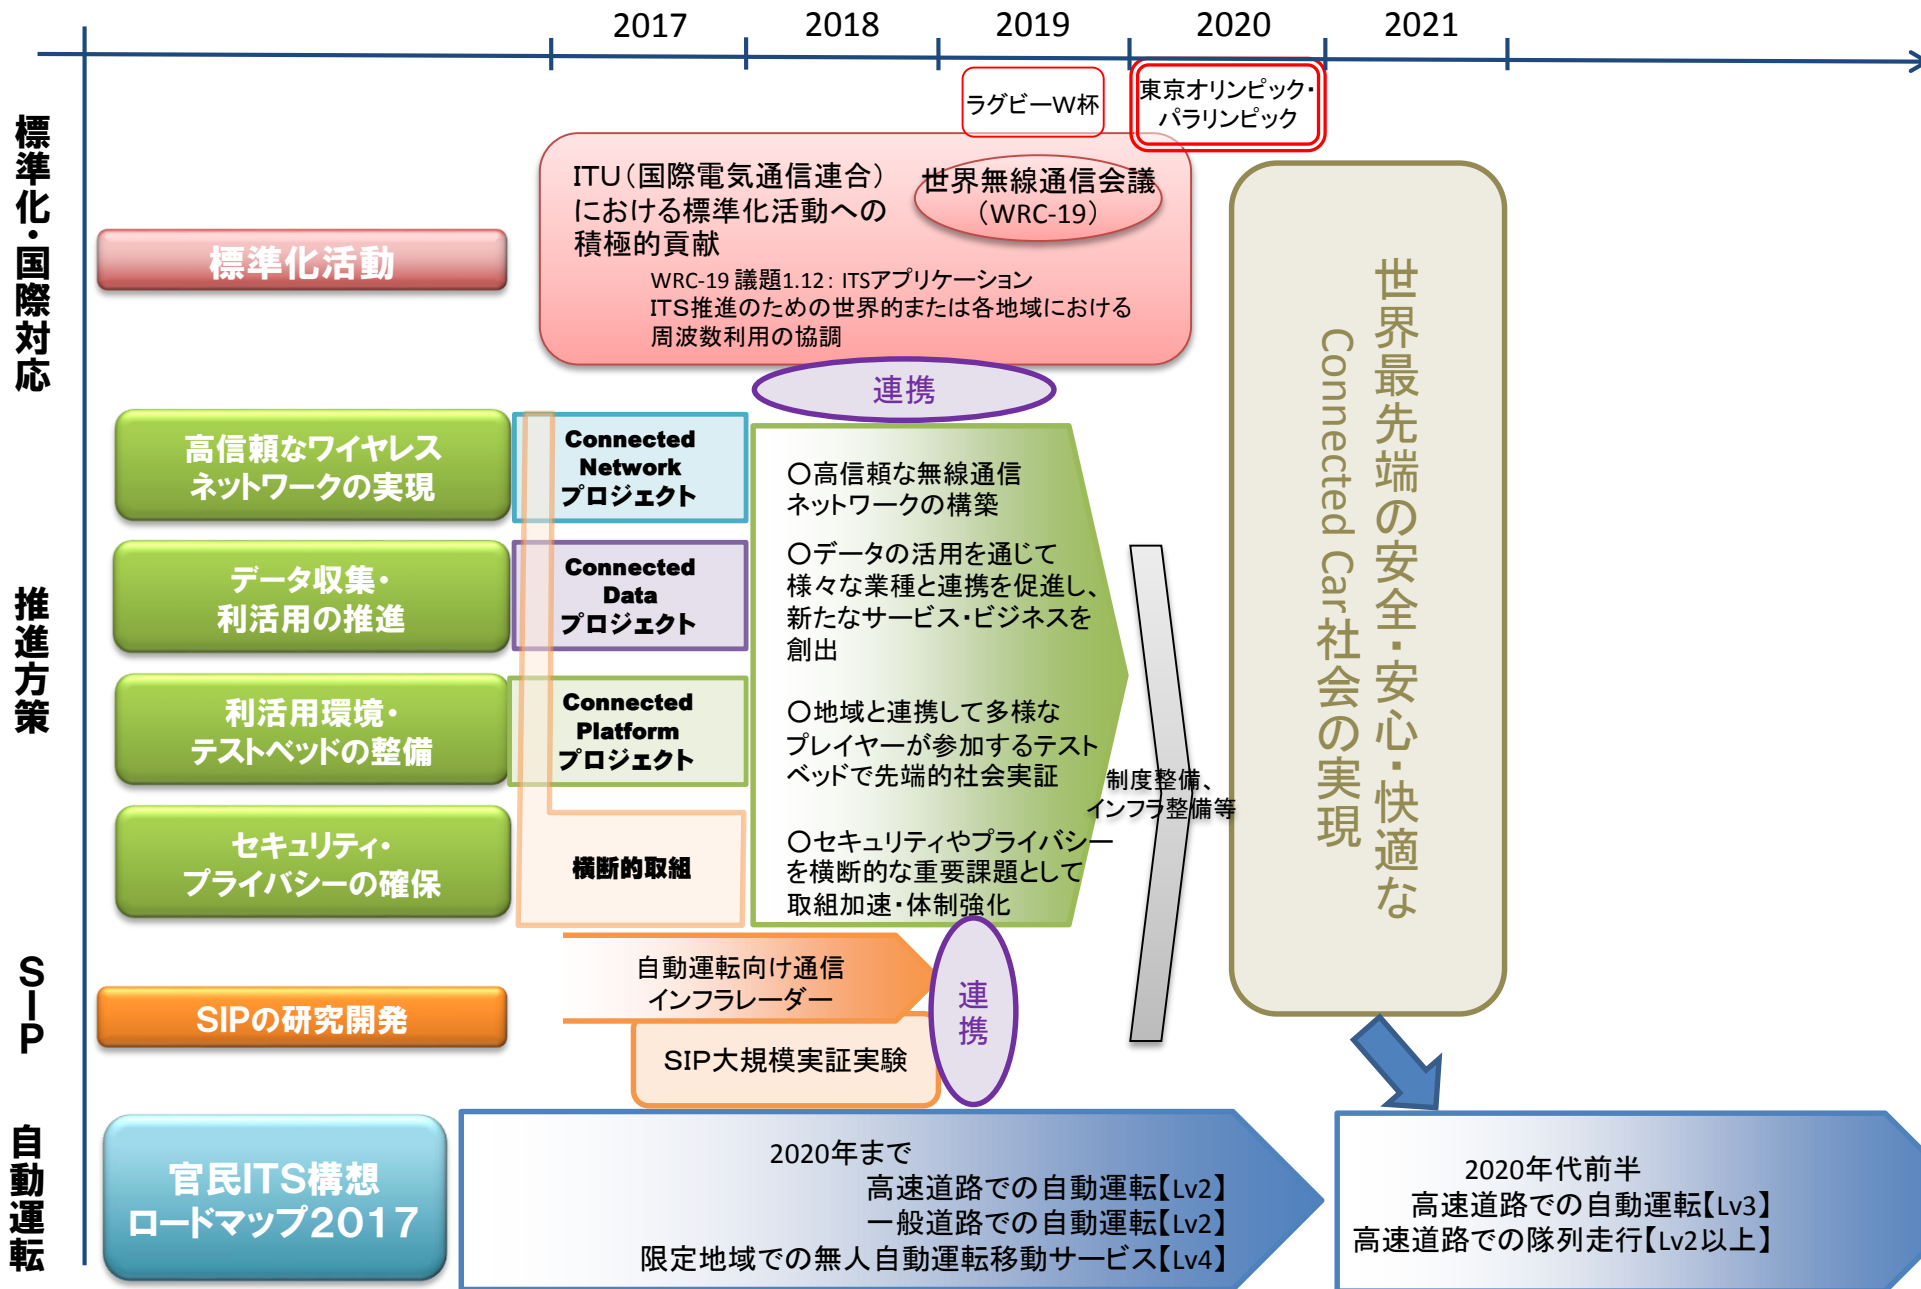 2017
2018
2019
2020
2021
ラグビーW杯
東京オリンピック・
パラリンピック
標準化・国際対応
標準化活動
ITU（国際電気通信連合）
における標準化活動への
積極的貢献
世界無線通信会議
（WRC-19）
WRC-19 議題1.12： ITSアプリケーション
ITS推進のための世界的または各地域における
周波数利用の協調
連携
推進方策
高信頼なワイヤレス
ネットワークの実現
Connected
Network
プロジェクト
○高信頼な無線通信
ネットワークの構築
データ収集・
利活用の推進
Connected
Data
プロジェクト
○データの活用を通じて
様々な業種と連携を促進し、
新たなサービス・ビジネスを
創出
利活用環境・
テストベッドの整備
Connected
Platform
プロジェクト
○地域と連携して多様な
プレイヤーが参加するテスト
ベッドで先端的社会実証
セキュリティ・
プライバシーの確保
横断的取組
○セキュリティやプライバシー
を横断的な重要課題として
取組加速・体制強化
制度整備、
インフラ整備等
世界最先端の安全・安心・快適な
Connected Car社会の実現
SIP
SIPの研究開発
自動運転向け通信
インフラレーダー
SIP大規模実証実験
連携
自動運転
官民ITS構想
ロードマップ２０１７
2020年まで
高速道路での自動運転【Lv2】
一般道路での自動運転【Lv2】
限定地域での無人自動運転移動サービス【Lv4】
2020年代前半
高速道路での自動運転【Lv3】
高速道路での隊列走行【Lv2以上】